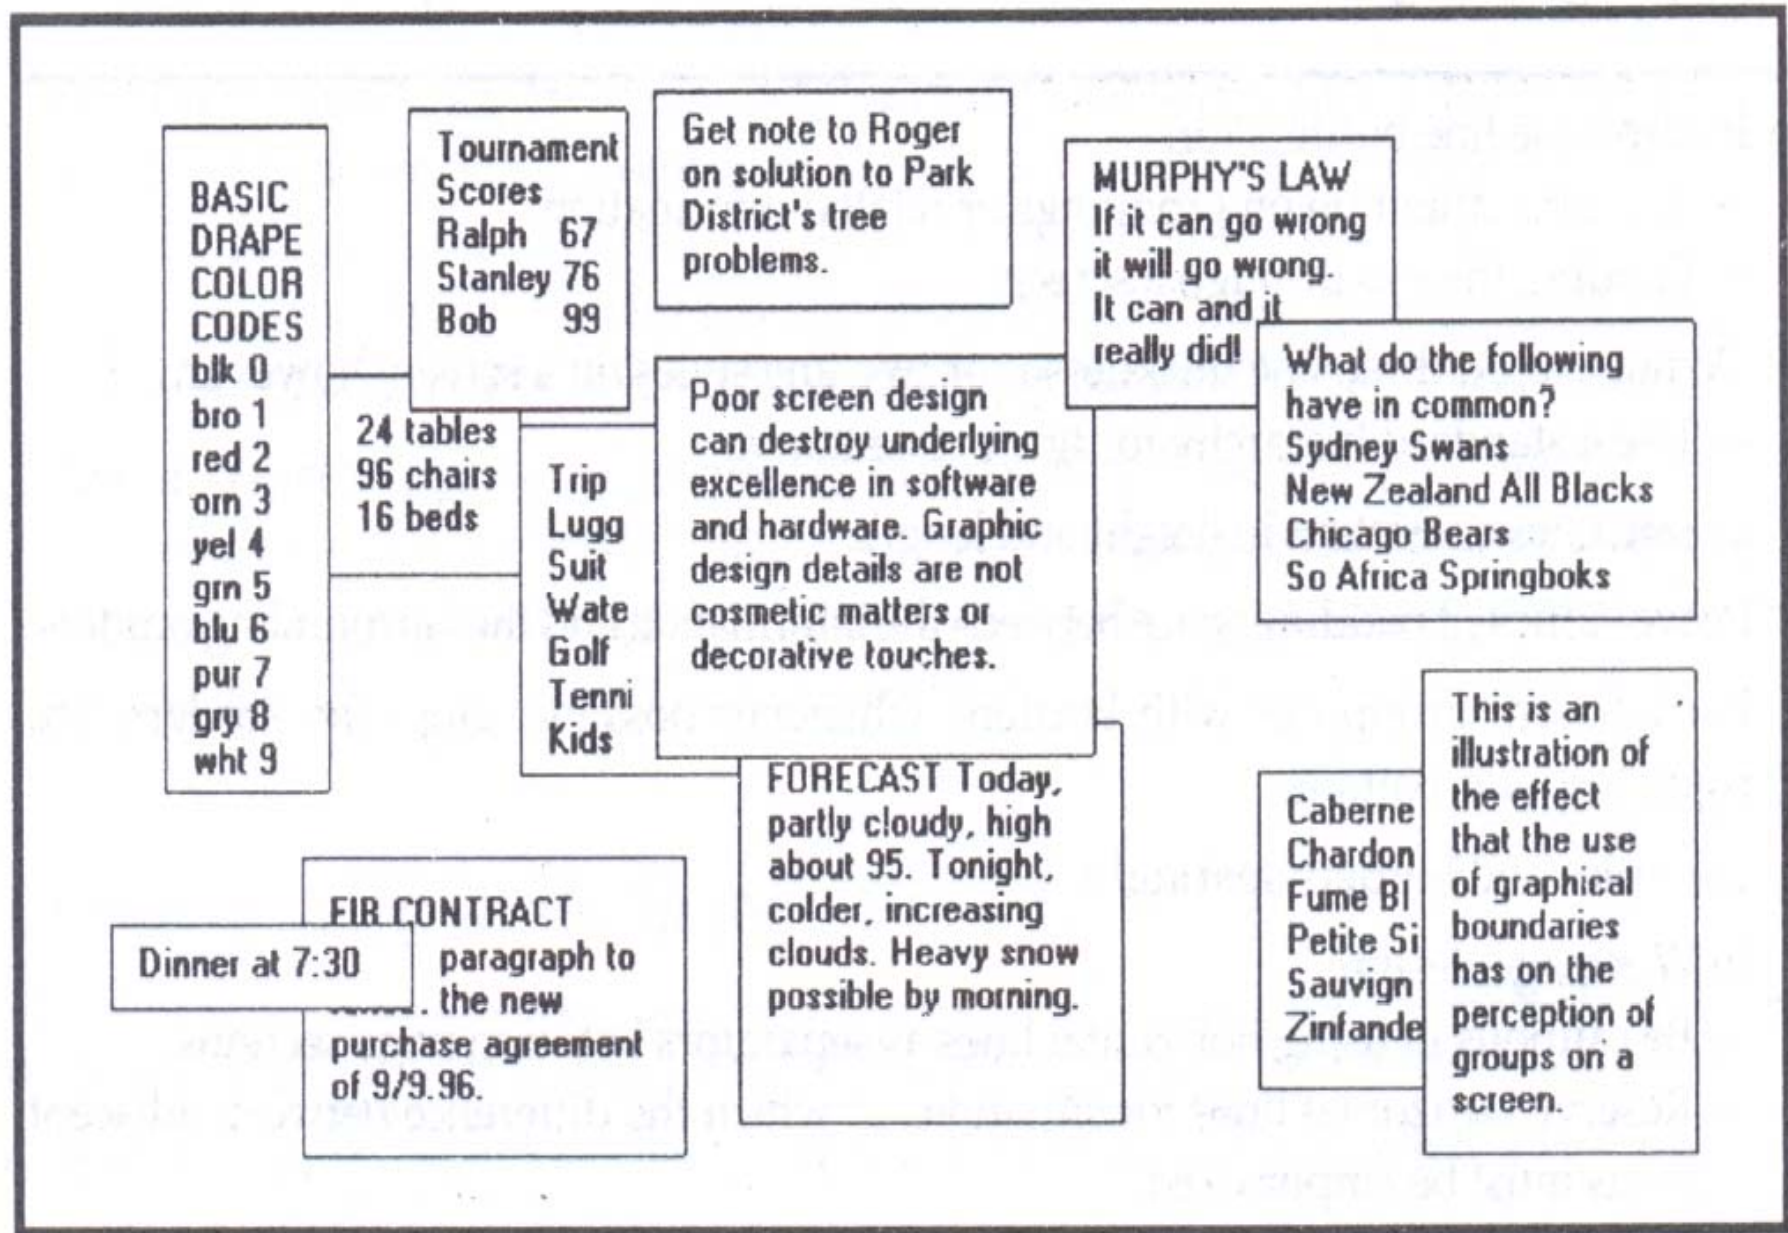 BASIC
DRAPE
COLOR
CODES
blk 0
bro 1
red 2
orn 3
yel 4
grn 5
blu 6
pur 7
gry 8
wht 9
24 tables
96 chairs
16 beds
Tournament
Scores
Ralph 67
Stanley 76
Bob 99
Trip
Lugg
Suit
Wate
Golf
Tenni
Kids
Get note to Roger
on solution to Park
District's tree
problems.
Poor screen design
can destroy underlying
excellence in software
and hardware. Graphic
design details are not
cosmetic matters or
decorative touches.
MURPHY'S LAW
If it can go wrong
it will go wrong.
It can and it
really did!
What do the following
have in common?
Sydney Swans
New Zealand All Blacks
Chicago Bears
So Africa Springboks
FORECAST Today,
partly cloudy, high
about 95. Tonight,
colder, increasing
clouds. Heavy snow
possible by morning.
Caberne
Chardon
Fume Bl
Petite Si
Sauvign
Zinfande
This is an
illustration of
the effect
that the use
of graphical
boundaries
has on the
perception of
groups on a
screen.
Dinner at 7:30
FIR CONTRACT
paragraph to
the new
purchase agreement
of 9/9.96.